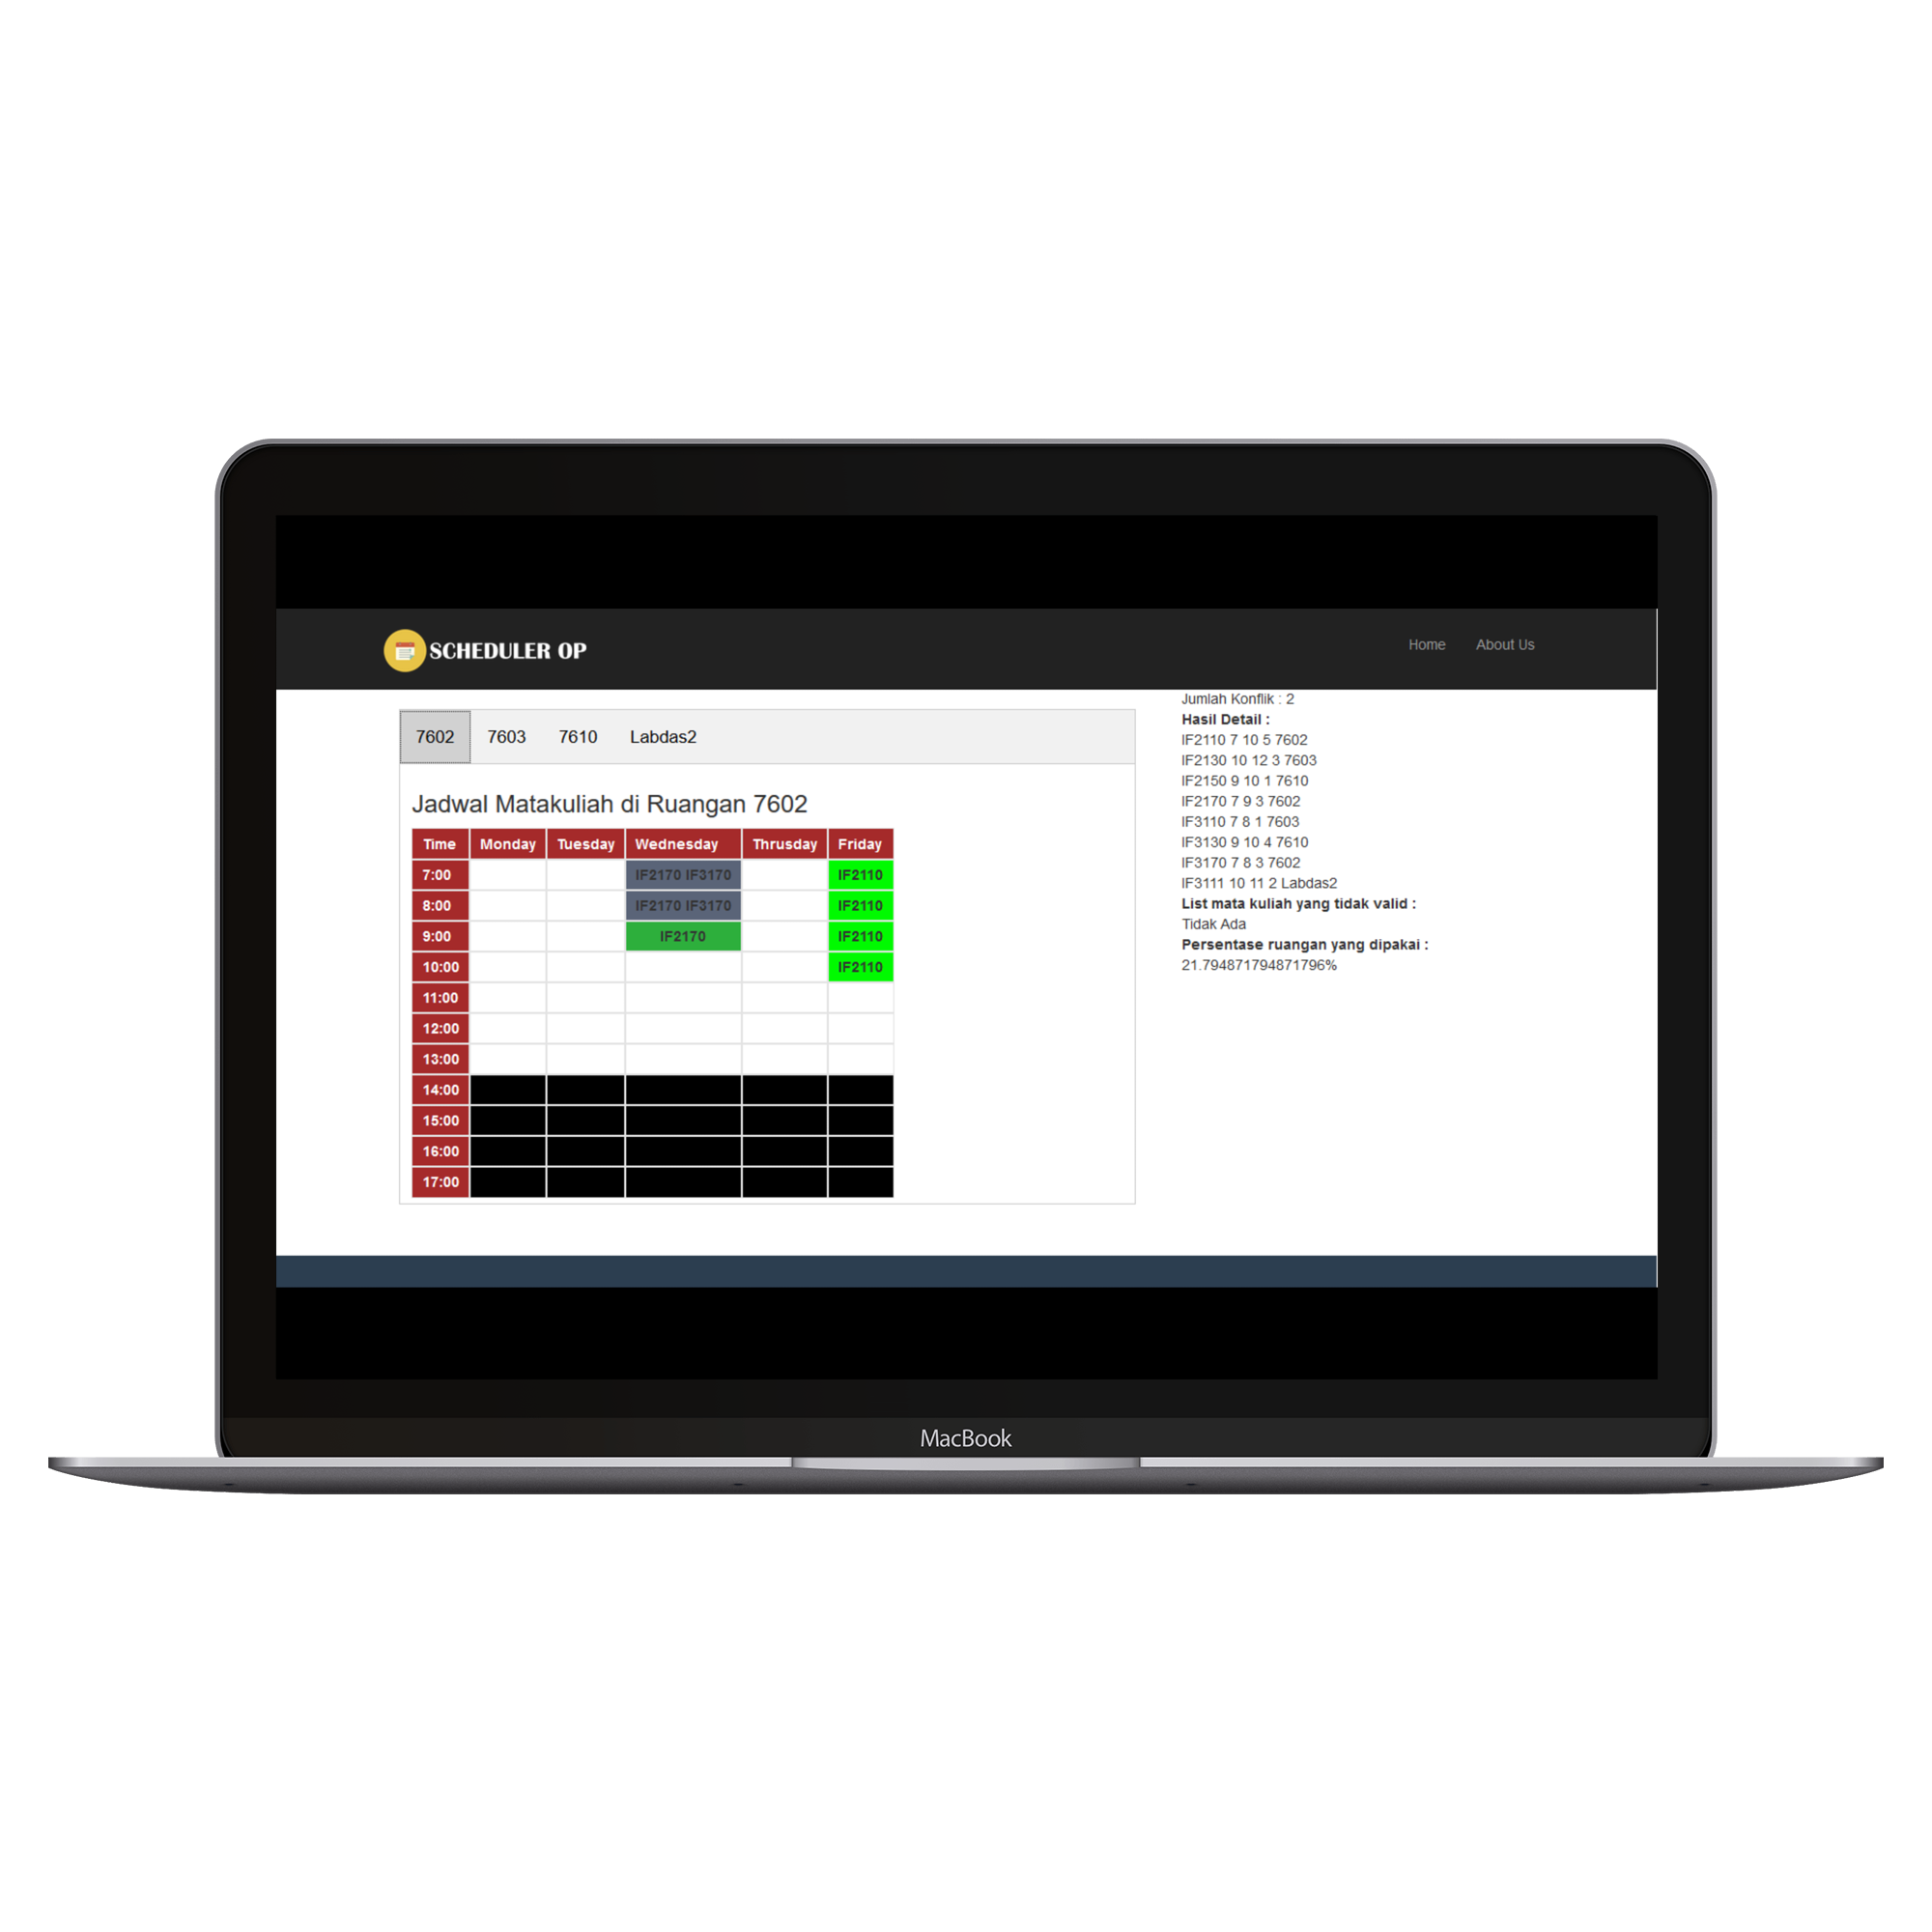 SCHEDULER OP
Home About Us
7602 7603 7610 Labdas2
Jadwal Matakuliah di Ruangan 7602
Time Monday Tuesday Wednesday Thrusday Friday
7:00 IF2170 IF3170 IF2110
8:00 IF2170 IF3170 IF2110
9:00 IF2170 IF2110
10:00 IF2110
11:00
12:00
13:00
14:00
15:00
16:00
17:00
Jumlah Konflik : 2
Hasil Detail :
IF2110 7 10 5 7602
IF2130 10 12 3 7603
IF2150 9 10 1 7610
IF2170 7 9 3 7602
IF3110 7 8 1 7603
IF3130 9 10 4 7610
IF3170 7 8 3 7602
IF3111 10 11 2 Labdas2
List mata kuliah yang tidak valid :
Tidak Ada
Persentase ruangan yang dipakai :
21.794871794871796%
MacBook